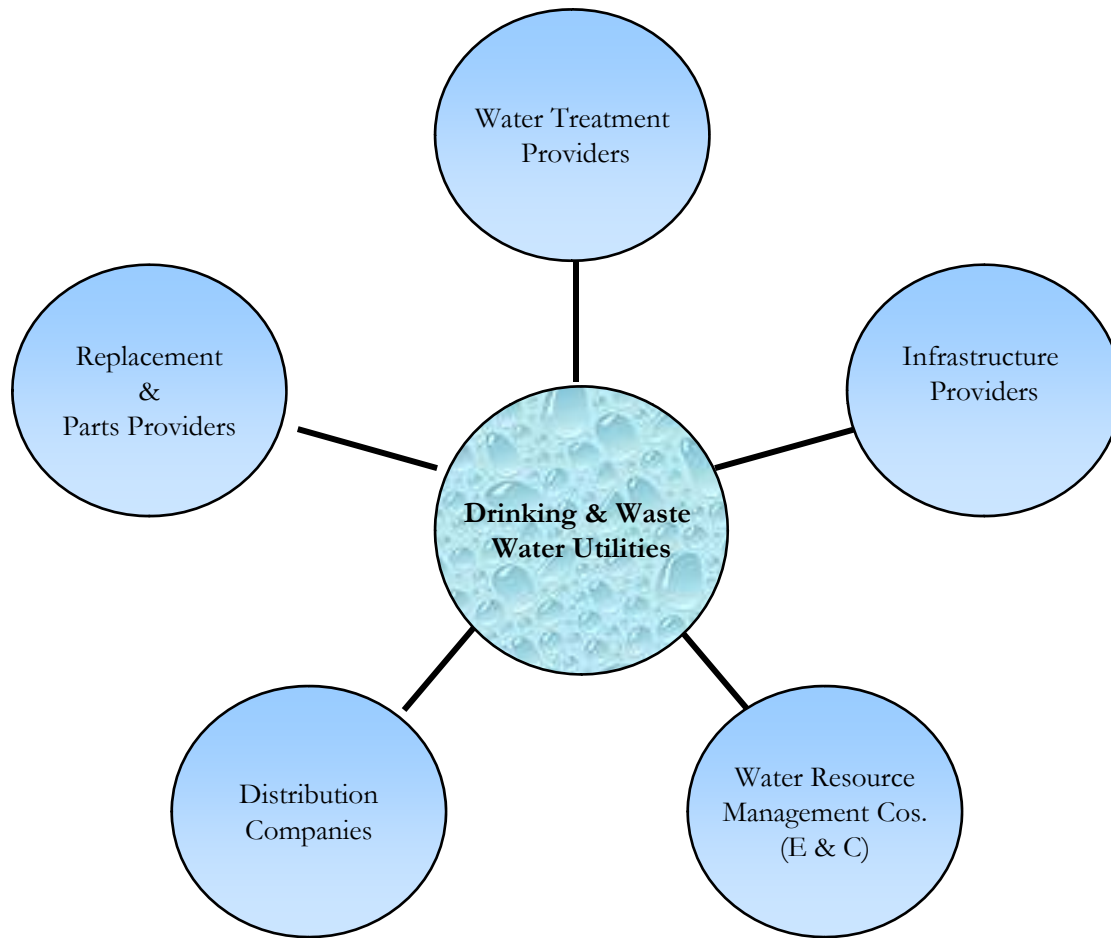 Water Treatment
Providers
Replacement
&
Parts Providers
Infrastructure
Providers
Drinking & Waste
Water Utilities
Distribution
Companies
Water Resource
Management Cos.
(E & C)